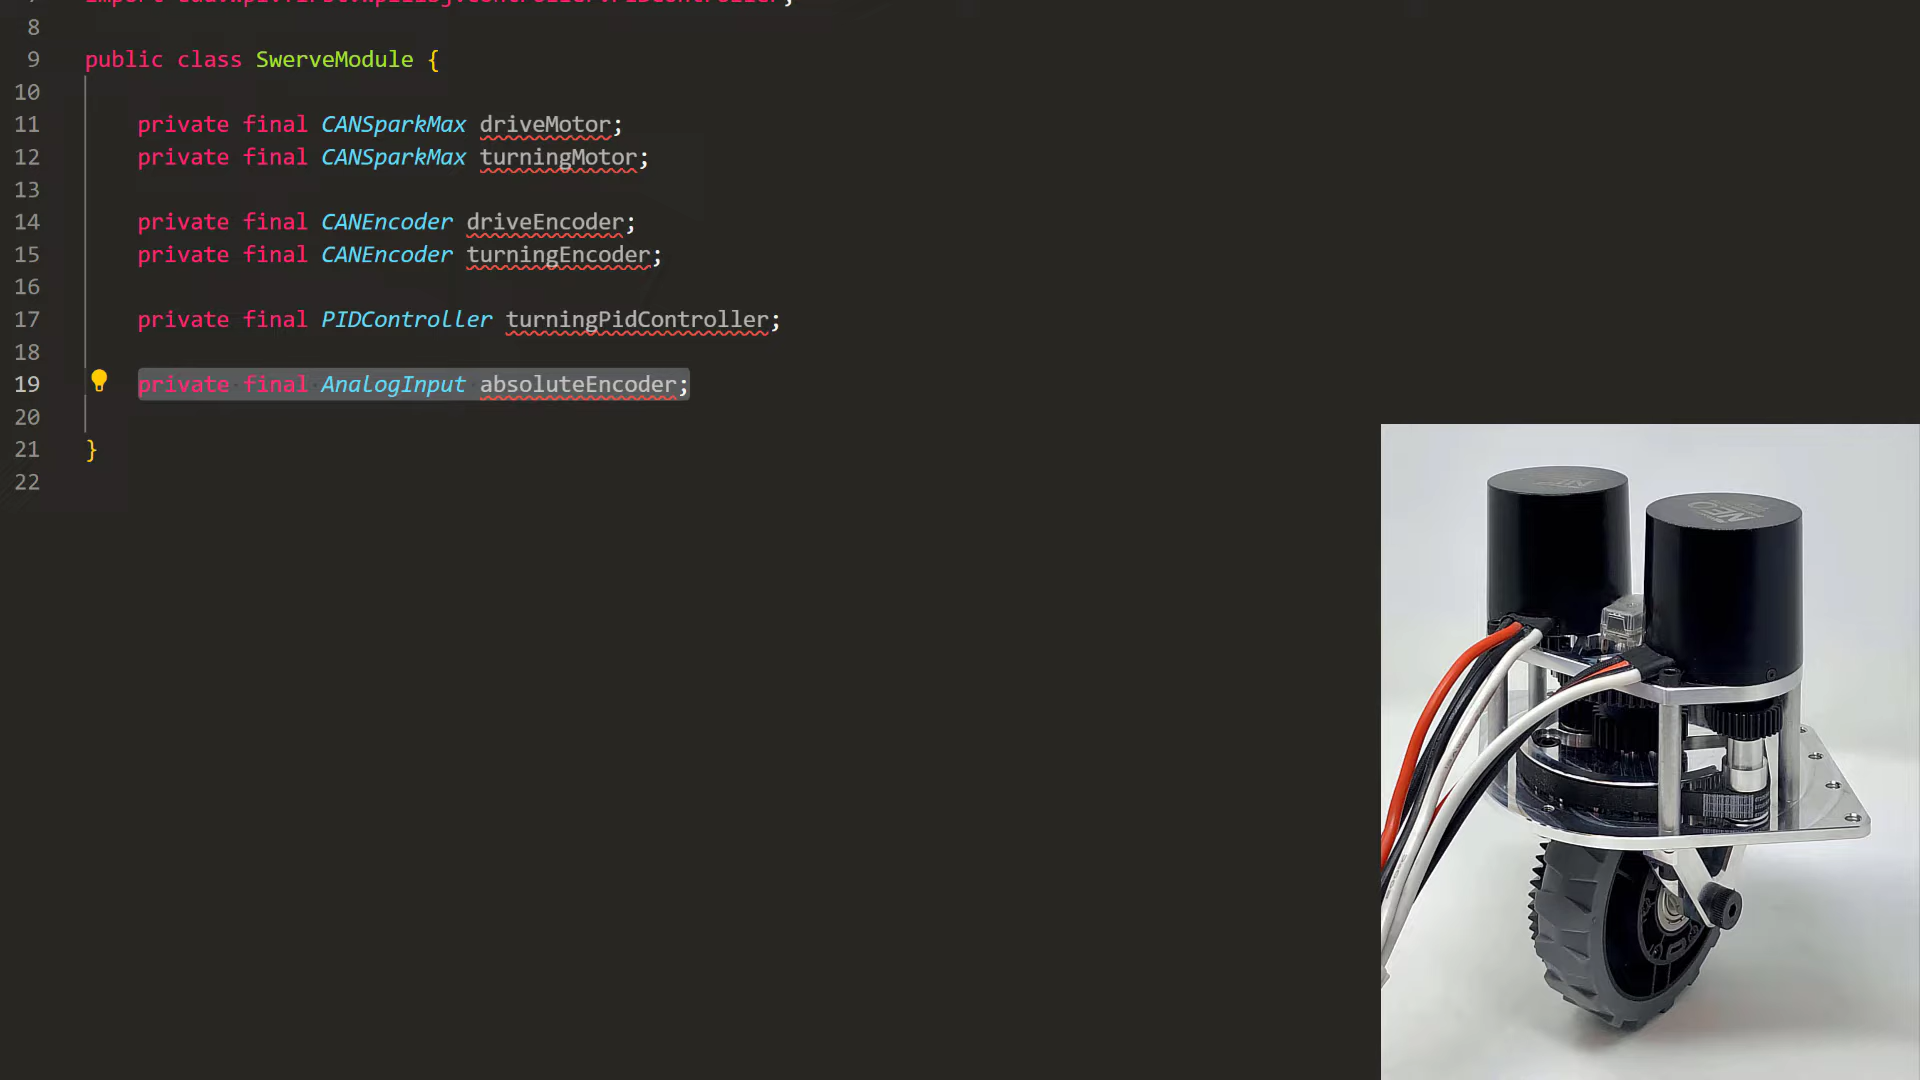 8
9 public class SwerveModule {
10
11 private final CANSparkMax driveMotor;
12 private final CANSparkMax turningMotor;
13
14 private final CANEncoder driveEncoder;
15 private final CANEncoder turningEncoder;
16
17 private final PIDController turningPidController;
18
19 private final AnalogInput absoluteEncoder;
20
21 }
22
NEO